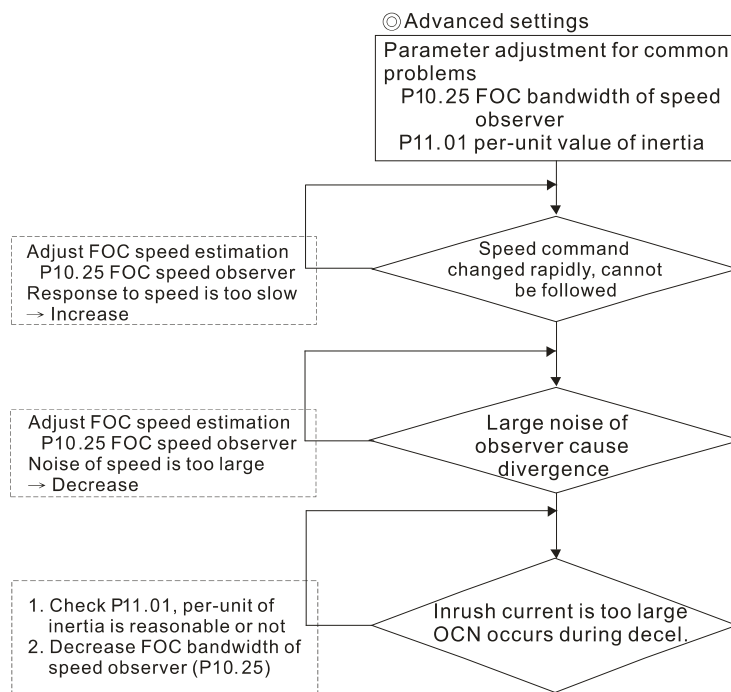 ◎Advanced settings
Parameter adjustment for common
problems
P10.25 FOC bandwidth of speed
observer
P11.01 per-unit value of inertia
Speed command
changed rapidly, cannot
be followed
Adjust FOC speed estimation
P10.25 FOC speed observer
Response to speed is too slow
→ Increase
Large noise of
observer cause
divergence
Adjust FOC speed estimation
P10.25 FOC speed observer
Noise of speed is too large
→ Decrease
Inrush current is too large
OCN occurs during decel.
1. Check P11.01, per-unit of
inertia is reasonable or not
2. Decrease FOC bandwidth of
speed observer (P10.25)